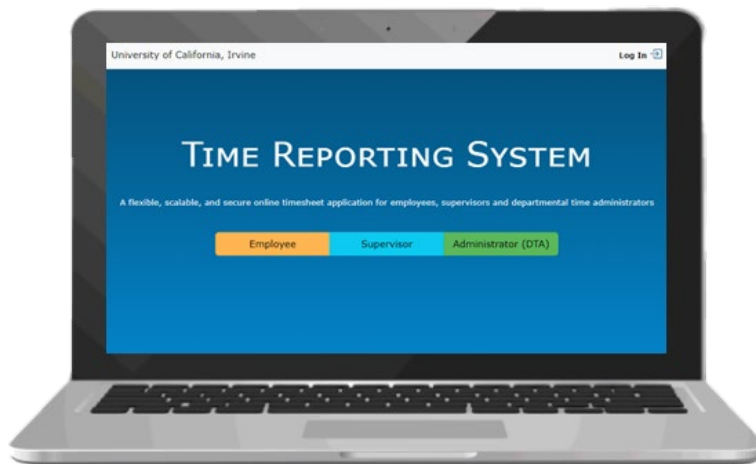 University of California, Irvine
Log In
TIME REPORTING SYSTEM
A flexible, scalable, and secure online timesheet application for employees, supervisors and departmental time administrators
Employee
Supervisor
Administrator (DTA)